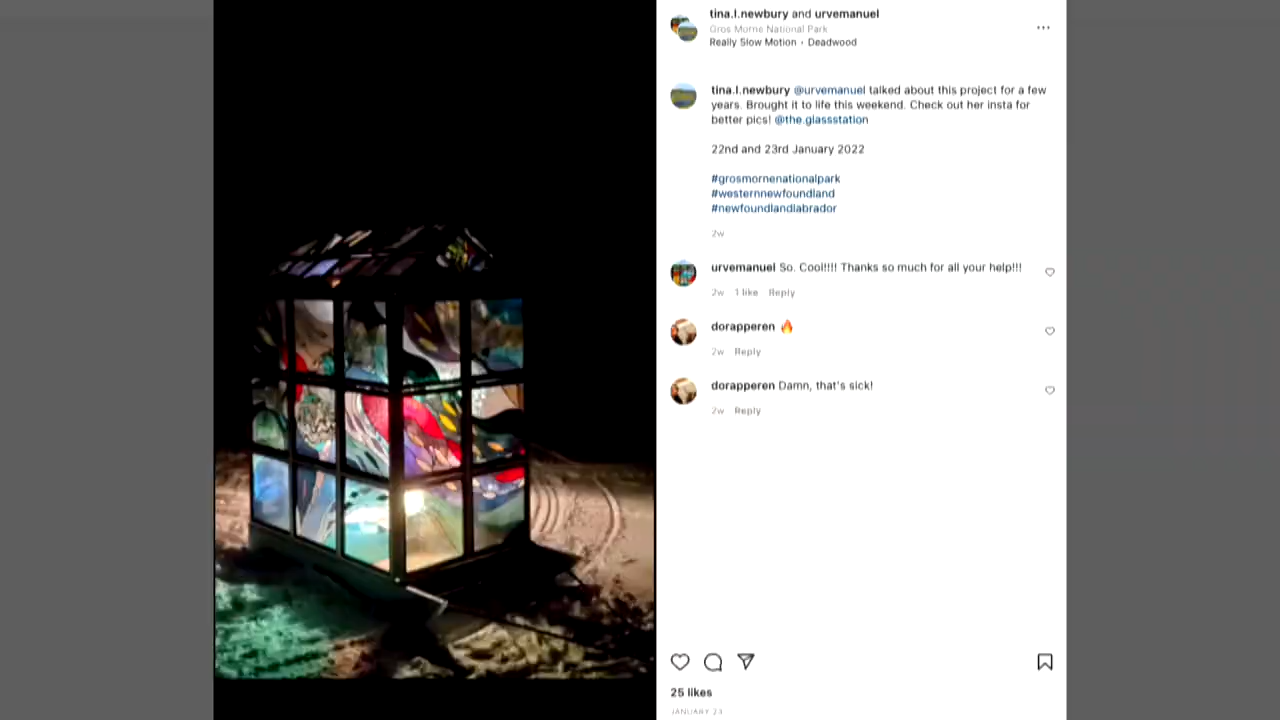 tina.l.newbury and urvemanuel
Gros Morne National Park
Really Slow Motion • Deadwood
tina.l.newbury @urvemanuel talked about this project for a few
years. Brought it to life this weekend. Check out her insta for
better pics! @the.glassstation
22nd and 23rd January 2022
#grosmornenationalpark
#westernnewfoundland
#newfoundlandlabrador
2w
urvemanuel So. Cool!!!! Thanks so much for all your help!!!
2w 1 like Reply
dorapperen 🔥
2w Reply
dorapperen Damn, that's sick!
2w Reply
25 likes
JANUARY 23